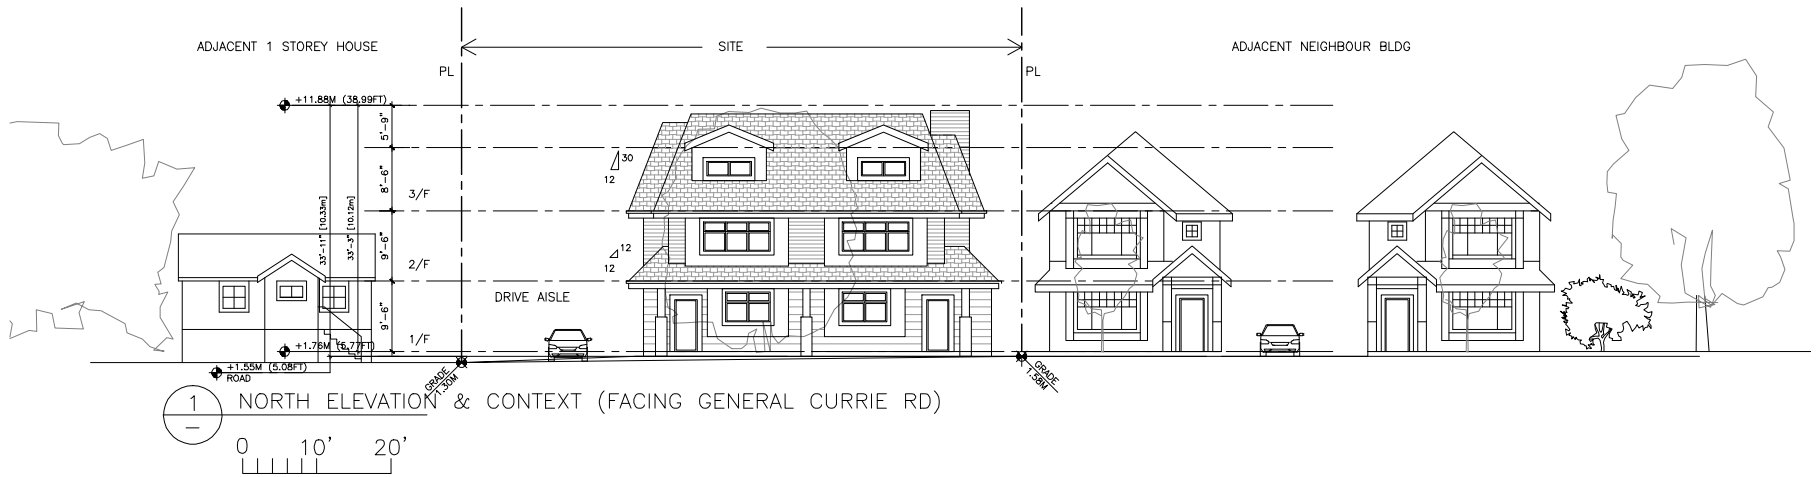 ADJACENT 1 STOREY HOUSE
SITE
ADJACENT NEIGHBOUR BLDG
PL
PL
+11.88M (38.99FT)
5'-9"
30
12
8'-6"
3/F
33'-11" [10.33m]
33'-3" [10.12m]
9'-6"
12
12
2/F
DRIVE AISLE
9'-6"
1/F
+1.76M (5.77FT)
+1.55M (5.08FT)
ROAD
GRADE
1.30M
GRADE
1.58M
1
NORTH ELEVATION & CONTEXT (FACING GENERAL CURRIE RD)
0 10' 20'